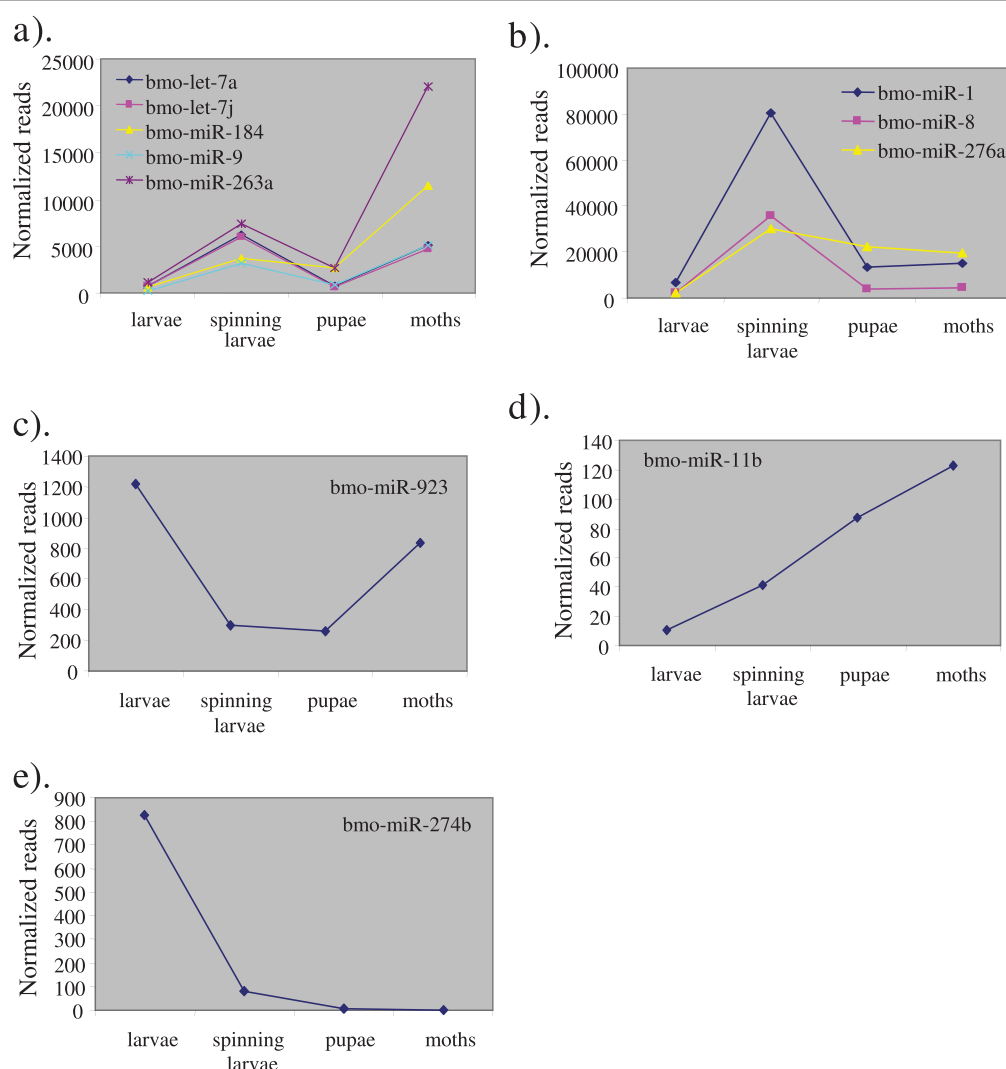 a).
25000
20000
15000
10000
5000
0
Normalized reads
bmo-let-7a
bmo-let-7j
bmo-miR-184
bmo-miR-9
bmo-miR-263a
larvae
spinning
larvae
pupae
moths
b).
100000
80000
60000
40000
20000
0
Normalized reads
bmo-miR-1
bmo-miR-8
bmo-miR-276a
larvae
spinning
larvae
pupae
moths
c).
1400
1200
1000
800
600
400
200
0
Normalized reads
bmo-miR-923
larvae
spinning
larvae
pupae
moths
d).
140
120
100
80
60
40
20
0
Normalized reads
bmo-miR-11b
larvae
spinning
larvae
pupae
moths
e).
900
800
700
600
500
400
300
200
100
0
Normalized reads
bmo-miR-274b
larvae
spinning
larvae
pupae
moths